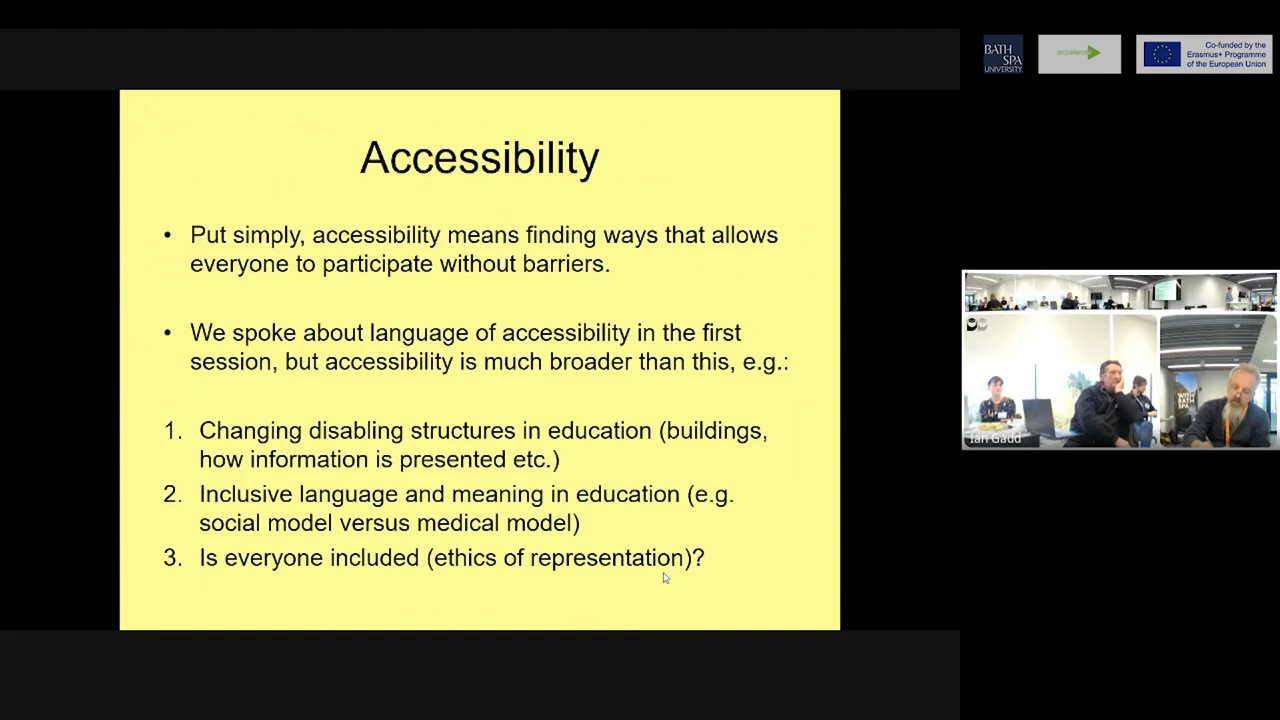 BATH
SPA
UNIVERSITY
accelerate
Co-funded by the
Erasmus+ Programme
of the European Union
Accessibility
• Put simply, accessibility means finding ways that allows
everyone to participate without barriers.
• We spoke about language of accessibility in the first
session, but accessibility is much broader than this, e.g.:
1. Changing disabling structures in education (buildings,
how information is presented etc.)
2. Inclusive language and meaning in education (e.g.
social model versus medical model)
3. Is everyone included (ethics of representation)?
WITH
BATH
SPA
Ian Gadd